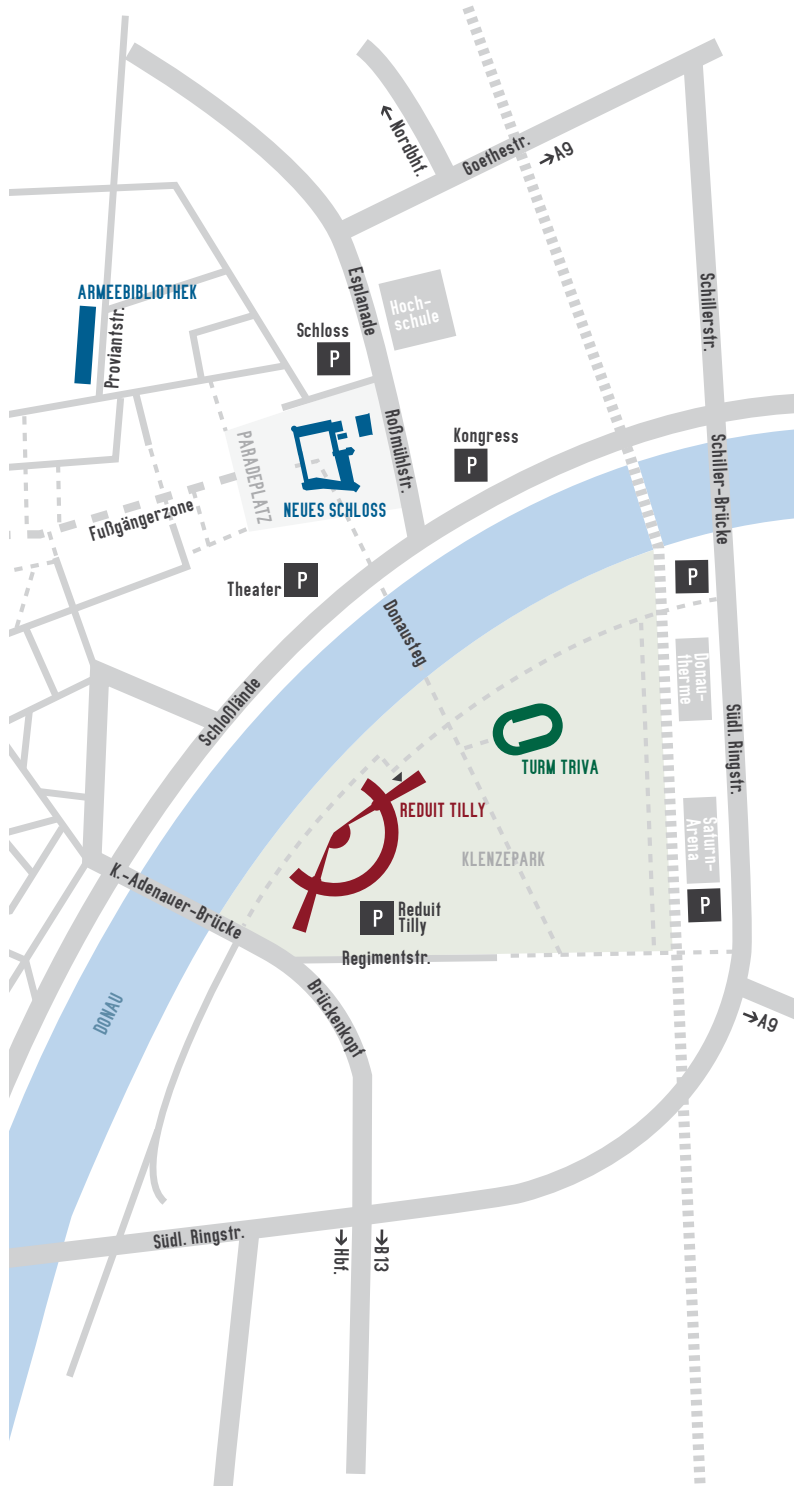 ← Nordbhf.
Goethestr.
→A9
ARMEEBIBLIOTHEK
Proviantstr.
Esplanade
Hoch-
schule
Schillerstr.
Schloss
P
PARADEPLATZ
Roßmühlstr.
Kongress
P
Schiller-Brücke
NEUES SCHLOSS
Fußgängerzone
Theater
P
P
Donausteg
Donau-
therme
Schloßlände
Südl. Ringstr.
TURM TRIVA
REDUIT TILLY
Saturn-
Arena
KLENZEPARK
K.-Adenauer-Brücke
P
Reduit
Tilly
P
Regimentstr.
DONAU
Brückenkopf
→A9
Südl. Ringstr.
→Hbf.
→B13